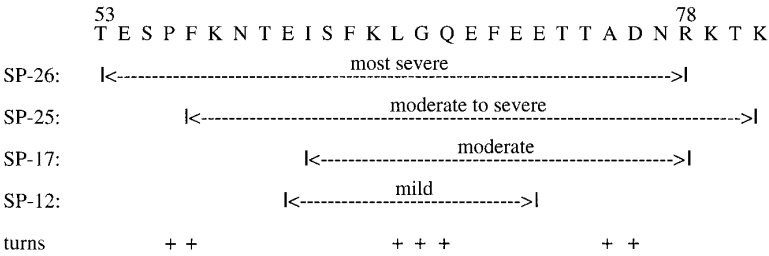 53 78
T E S P F K N T E I S F K L G Q E F E E T T A D N R K T K
SP-26: |<---most severe--->|
SP-25: |<---moderate to severe--->|
SP-17: |<---moderate--->|
SP-12: |<---mild--->|
turns + + + + + + +